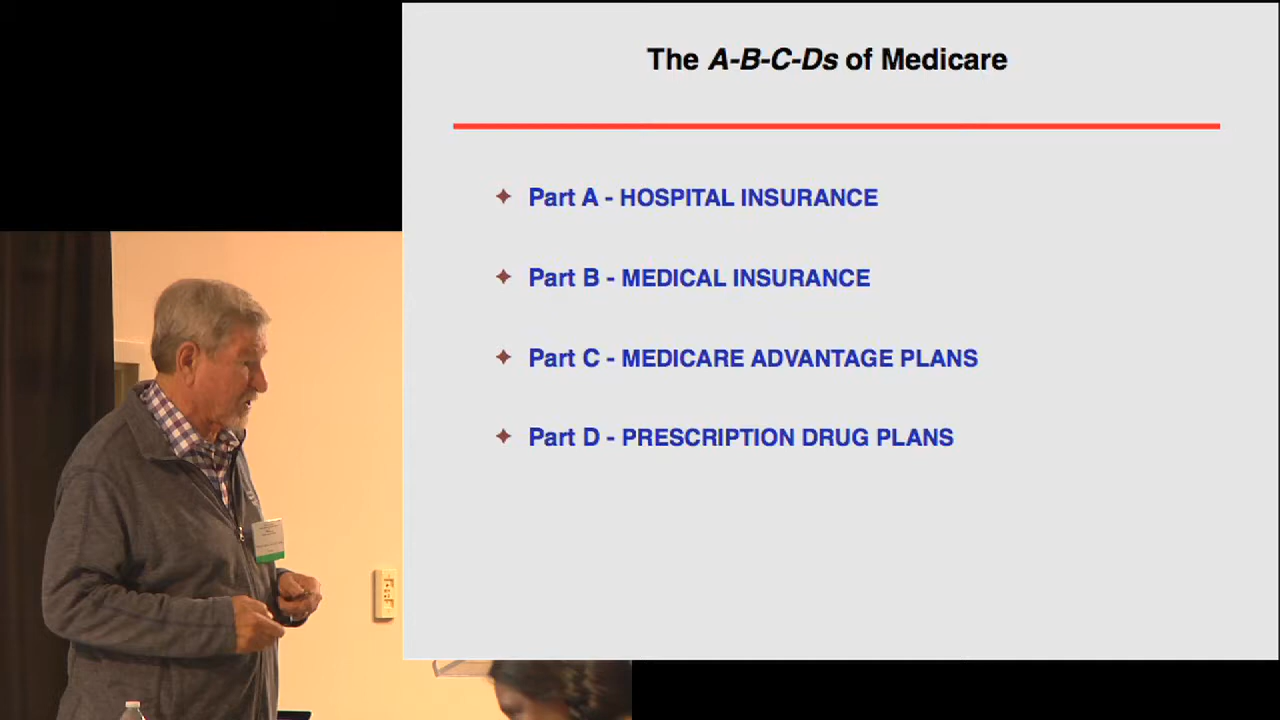 The A-B-C-Ds of Medicare
Part A - HOSPITAL INSURANCE
Part B - MEDICAL INSURANCE
Part C - MEDICARE ADVANTAGE PLANS
Part D - PRESCRIPTION DRUG PLANS